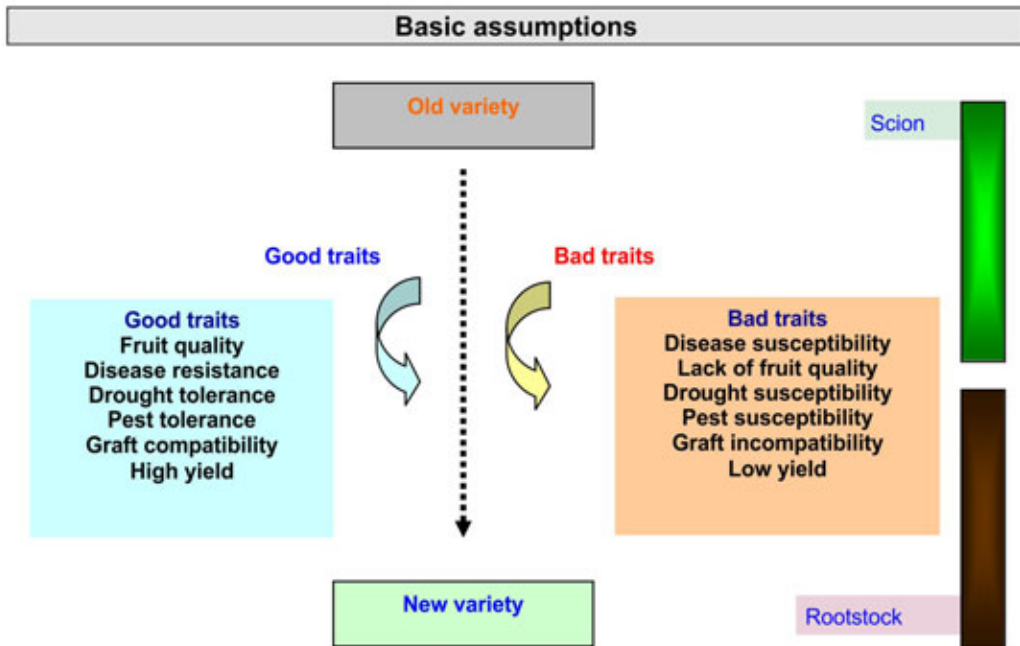 Basic assumptions
Old variety
Scion
Good traits
Bad traits
Good traits
Fruit quality
Disease resistance
Drought tolerance
Pest tolerance
Graft compatibility
High yield
Bad traits
Disease susceptibility
Lack of fruit quality
Drought susceptibility
Pest susceptibility
Graft incompatibility
Low yield
New variety
Rootstock